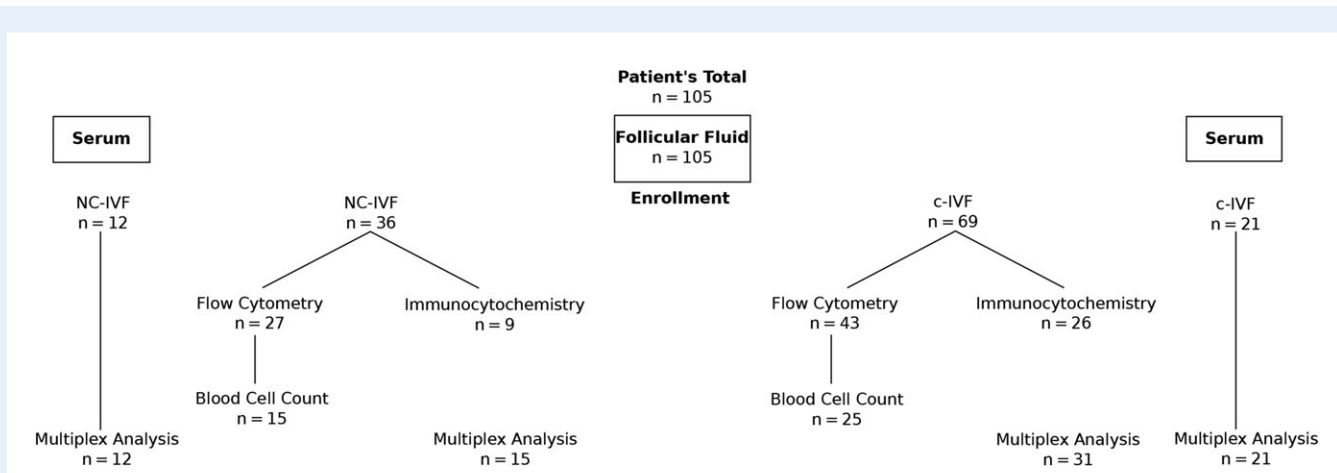 Patient's Total
n = 105
Serum
Follicular Fluid
n = 105
Serum
Enrollment
NC-IVF
n = 12
NC-IVF
n = 36
c-IVF
n = 69
c-IVF
n = 21
Flow Cytometry
n = 27
Immunocytochemistry
n = 9
Flow Cytometry
n = 43
Immunocytochemistry
n = 26
Blood Cell Count
n = 15
Blood Cell Count
n = 25
Multiplex Analysis
n = 12
Multiplex Analysis
n = 15
Multiplex Analysis
n = 31
Multiplex Analysis
n = 21